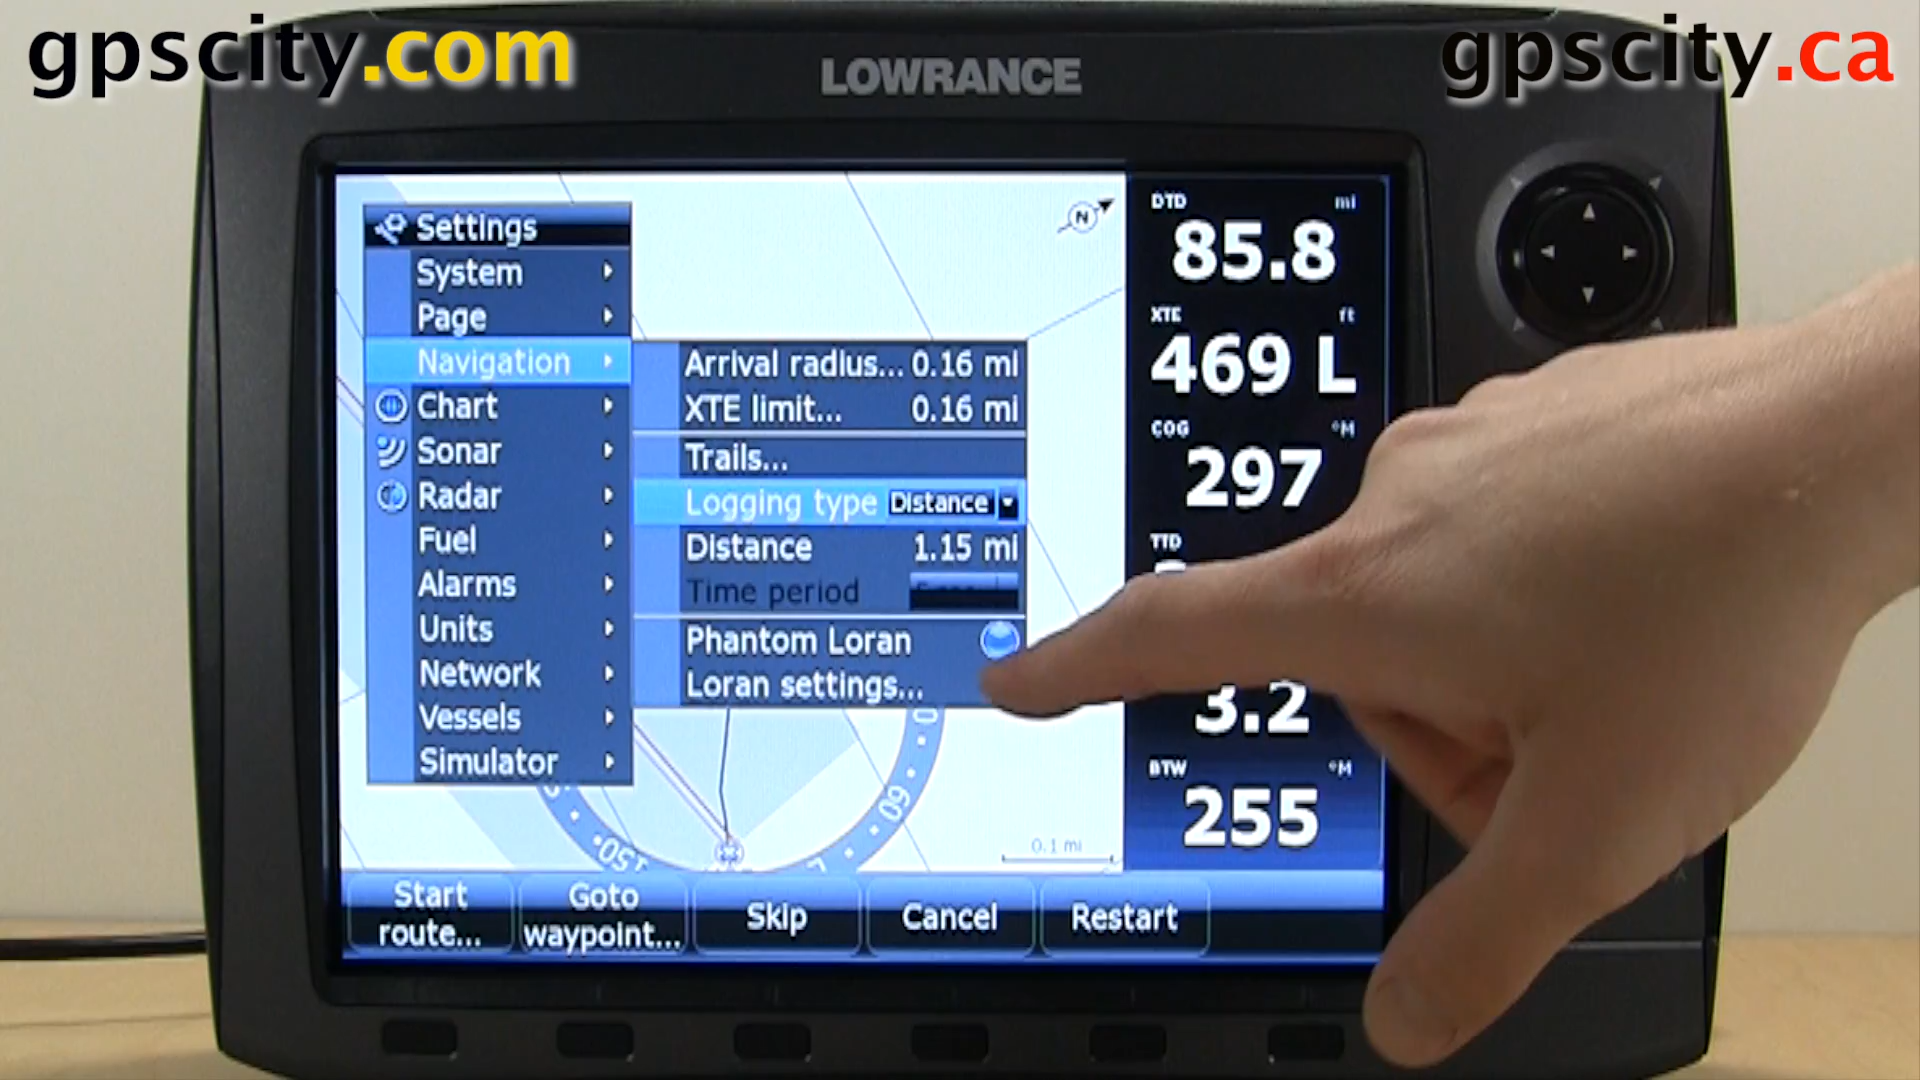 gpscity.com
gpscity.ca
LOWRANCE
Settings
System
Page
Navigation
Chart
Sonar
Radar
Fuel
Alarms
Units
Network
Vessels
Simulator
Arrival radius... 0.16 mi
XTE limit... 0.16 mi
Trails...
Logging type Distance
Distance 1.15 mi
Time period
Phantom Loran
Loran settings...
N
DTD mi
85.8
XTE ft
469 L
COG °M
297
TTD
3.2
BTW °M
255
150
60
0.1 mi
Start route...
Goto waypoint...
Skip
Cancel
Restart